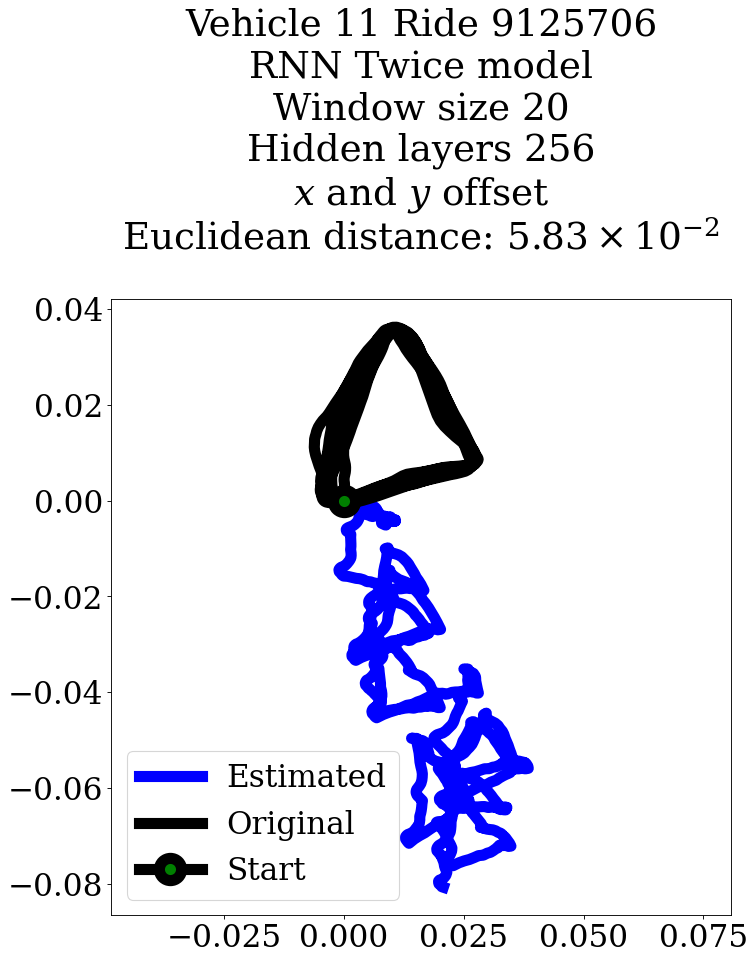 Vehicle 11 Ride 9125706
RNN Twice model
Window size 20
Hidden layers 256
x and y offset
Euclidean distance: 5.83 × 10⁻²
0.04
0.02
0.00
−0.02
−0.04
−0.06
−0.08
Estimated
Original
Start
−0.025 0.000 0.025 0.050 0.075